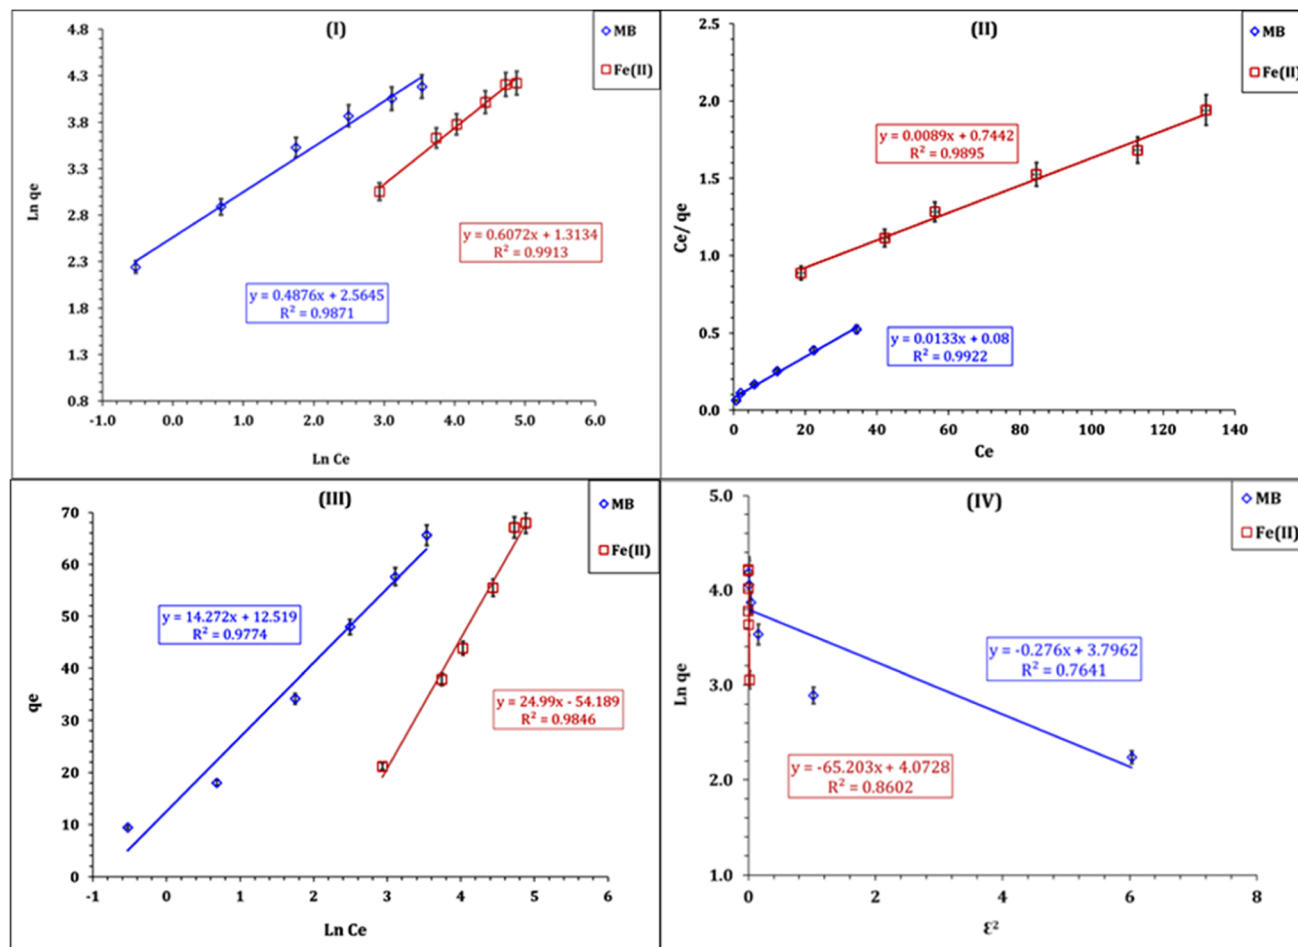 (I)
MB
Fe(II)
4.8
4.3
3.8
3.3
2.8
2.3
1.8
1.3
0.8
Ln qe
y = 0.6072x + 1.3134
R² = 0.9913
y = 0.4876x + 2.5645
R² = 0.9871
-1.0 0.0 1.0 2.0 3.0 4.0 5.0 6.0
Ln Ce
(II)
MB
Fe(II)
2.5
2.0
1.5
1.0
0.5
0.0
Ce/ qe
y = 0.0089x + 0.7442
R² = 0.9895
y = 0.0133x + 0.08
R² = 0.9922
0 20 40 60 80 100 120 140
Ce
(III)
MB
Fe(II)
70
60
50
40
30
20
10
0
qe
y = 14.272x + 12.519
R² = 0.9774
y = 24.99x - 54.189
R² = 0.9846
-1 0 1 2 3 4 5 6
Ln Ce
(IV)
MB
Fe(II)
5.0
4.0
3.0
2.0
1.0
Ln qe
y = -0.276x + 3.7962
R² = 0.7641
y = -65.203x + 4.0728
R² = 0.8602
0 2 4 6 8
Ɛ²